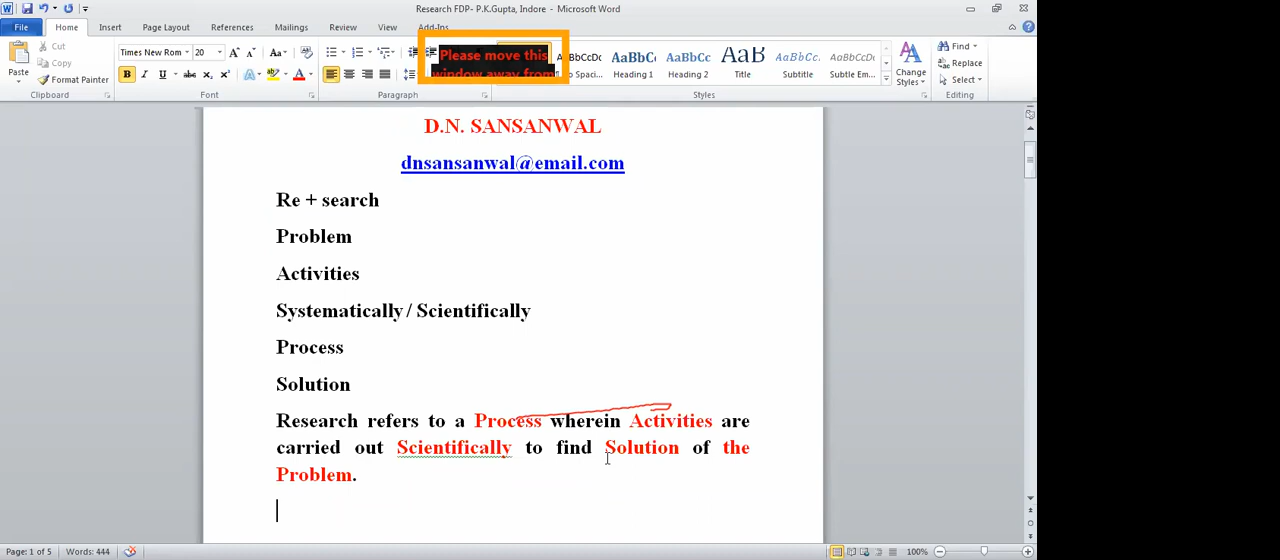 Research FDP- P.K.Gupta, Indore - Microsoft Word
File Home Insert Page Layout References Mailings Review View Add-Ins
Paste Cut Copy Format Painter
Clipboard
Times New Rom 20
Font
Paragraph
Please move this
window away from
AaBbCcDc AaBbC AaBbCc AaB AaBbCc. AaBbCcDc
Heading 1 Heading 2 Title Subtitle Subtle Em...
Change Styles
Styles
Find
Replace
Select
Editing
D.N. SANSANWAL
dnsansanwal@email.com
Re + search
Problem
Activities
Systematically / Scientifically
Process
Solution
Research refers to a Process wherein Activities are
carried out Scientifically to find Solution of the
Problem.
Page: 1 of 5 Words: 444 100%